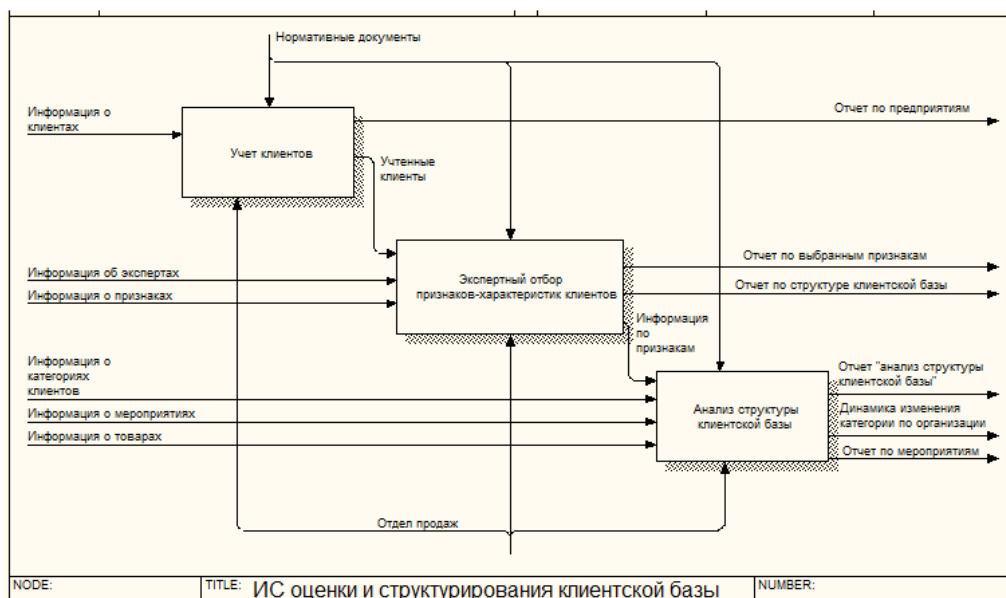 Нормативные документы
Информация о
клиентах
Отчет по предприятиям
Учет клиентов
Учтенные
клиенты
Отчет по выбранным признакам
Информация об экспертах
Экспертный отбор
признаков-характеристик клиентов
Отчет по структуре клиентской базы
Информация о признаках
Информация
по
признакам
Информация о
категориях
клиентов
Отчет "анализ структуры
клиентской базы"
Информация о мероприятиях
Анализ структуры
клиентской базы
Динамика изменения
категории по организации
Информация о товарах
Отчет по мероприятиям
Отдел продаж
NODE:
TITLE: ИС оценки и структурирования клиентской базы
NUMBER: